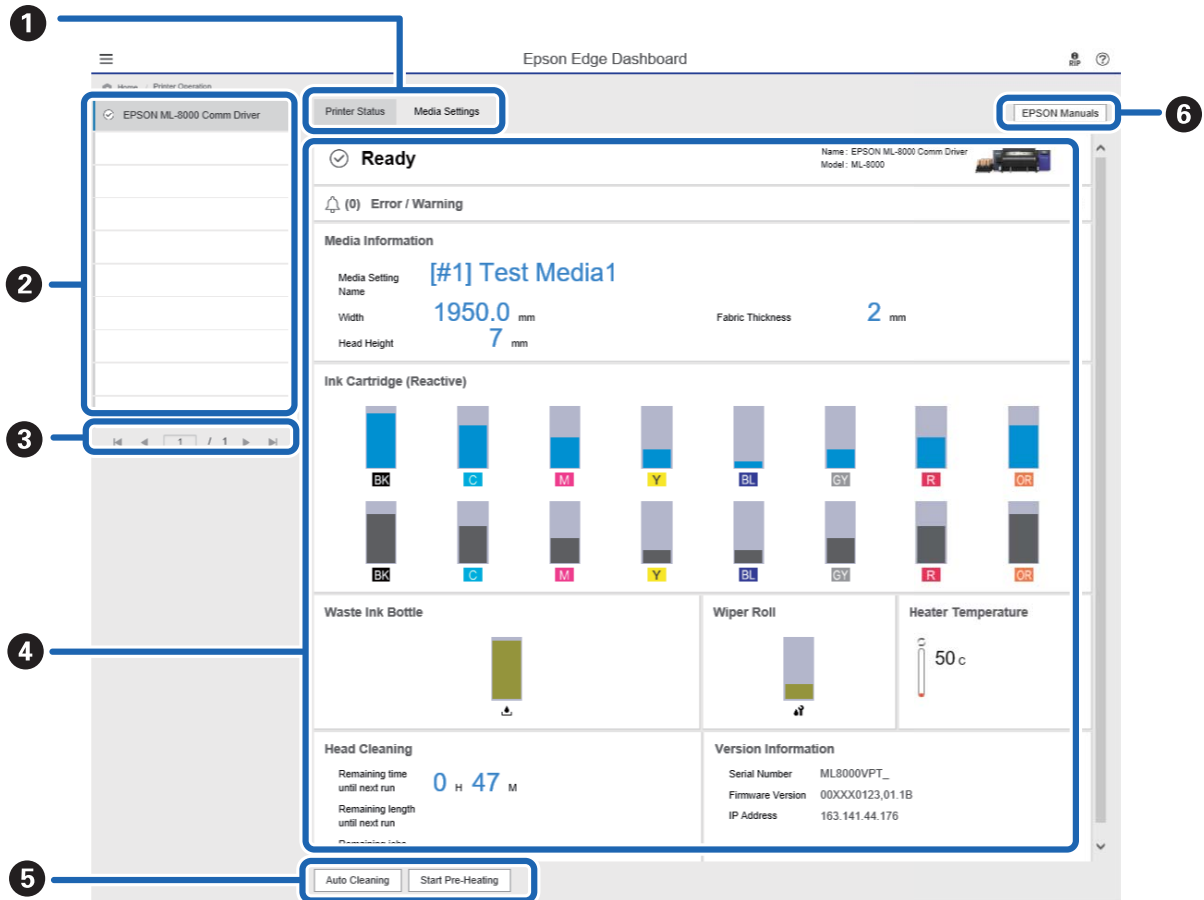 1
Epson Edge Dashboard
RIP
Home / Printer Operation
EPSON ML-8000 Comm Driver
Printer Status Media Settings
EPSON Manuals
6
Ready
Name : EPSON ML-8000 Comm Driver
Model : ML-8000
(0) Error / Warning
Media Information
Media Setting Name
[#1] Test Media1
2
Width 1950.0 mm
Fabric Thickness 2 mm
Head Height 7 mm
Ink Cartridge (Reactive)
3
1 / 1
BK C M Y BL GY R OR
BK C M Y BL GY R OR
Waste Ink Bottle
Wiper Roll
Heater Temperature
4
50 c
Head Cleaning
Remaining time
until next run
0 H 47 M
Remaining length
until next run
Remaining jobs
Version Information
Serial Number ML8000VPT_
Firmware Version 00XXX0123,01.1B
IP Address 163.141.44.176
5
Auto Cleaning Start Pre-Heating